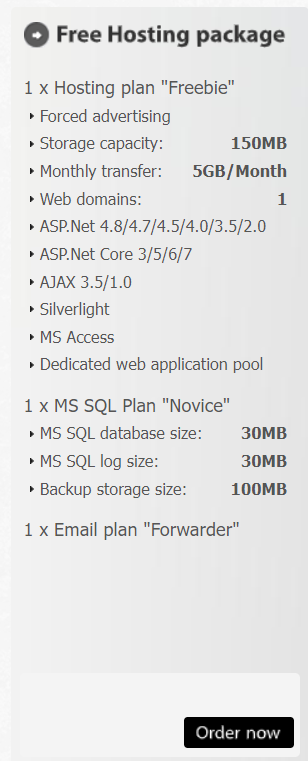 Free Hosting package
1 x Hosting plan "Freebie"
Forced advertising
Storage capacity: 150MB
Monthly transfer: 5GB/Month
Web domains: 1
ASP.Net 4.8/4.7/4.5/4.0/3.5/2.0
ASP.Net Core 3/5/6/7
AJAX 3.5/1.0
Silverlight
MS Access
Dedicated web application pool
1 x MS SQL Plan "Novice"
MS SQL database size: 30MB
MS SQL log size: 30MB
Backup storage size: 100MB
1 x Email plan "Forwarder"
Order now